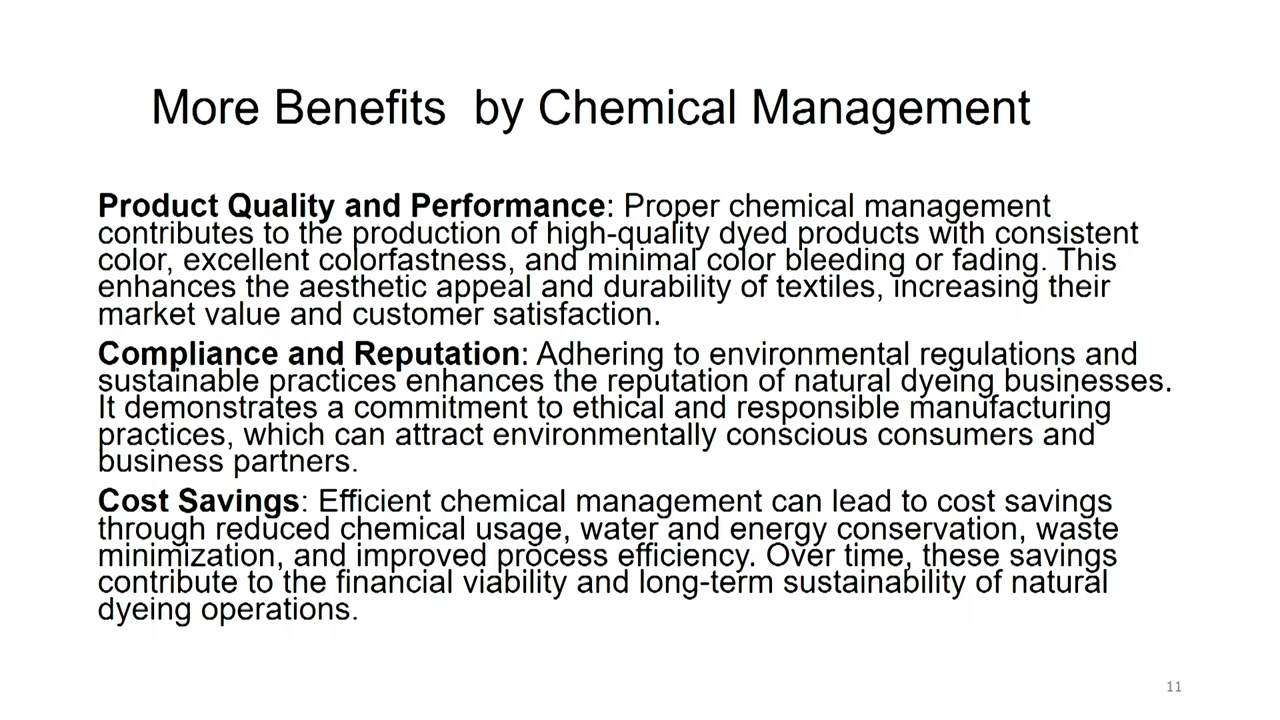 More Benefits  by Chemical Management
Product Quality and Performance: Proper chemical management
contributes to the production of high-quality dyed products with consistent
color, excellent colorfastness, and minimal color bleeding or fading. This
enhances the aesthetic appeal and durability of textiles, increasing their
market value and customer satisfaction.
Compliance and Reputation: Adhering to environmental regulations and
sustainable practices enhances the reputation of natural dyeing businesses.
It demonstrates a commitment to ethical and responsible manufacturing
practices, which can attract environmentally conscious consumers and
business partners.
Cost Savings: Efficient chemical management can lead to cost savings
through reduced chemical usage, water and energy conservation, waste
minimization, and improved process efficiency. Over time, these savings
contribute to the financial viability and long-term sustainability of natural
dyeing operations.
11